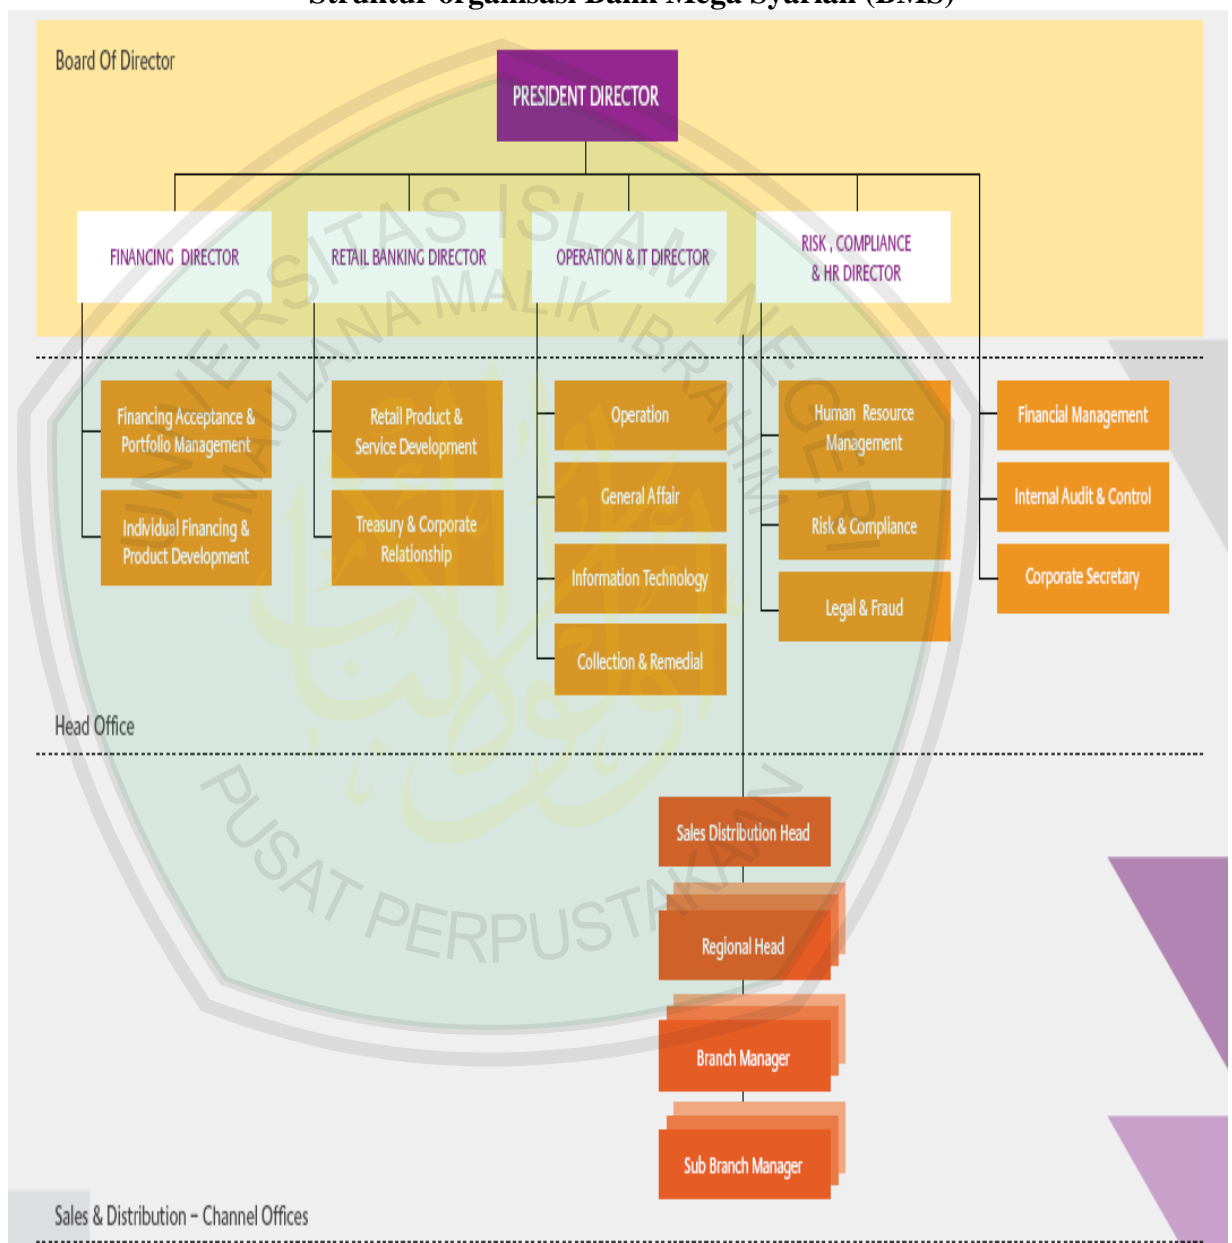 Struktur organisasi Bank Mega Syariah (BMS)
Board Of Director
PRESIDENT DIRECTOR
FINANCING DIRECTOR
RETAIL BANKING DIRECTOR
OPERATION & IT DIRECTOR
RISK , COMPLIANCE
& HR DIRECTOR
Financing Acceptance &
Portfolio Management
Individual Financing &
Product Development
Retail Product &
Service Development
Treasury & Corporate
Relationship
Operation
General Affair
Information Technology
Collection & Remedial
Human Resource
Management
Risk & Compliance
Legal & Fraud
Financial Management
Internal Audit & Control
Corporate Secretary
Head Office
Sales Distribution Head
Regional Head
Branch Manager
Sub Branch Manager
Sales & Distribution – Channel Offices
UNIVERSITAS ISLAM NEGERI
MAULANA MALIK IBRAHIM
PUSAT PERPUSTAKAAN